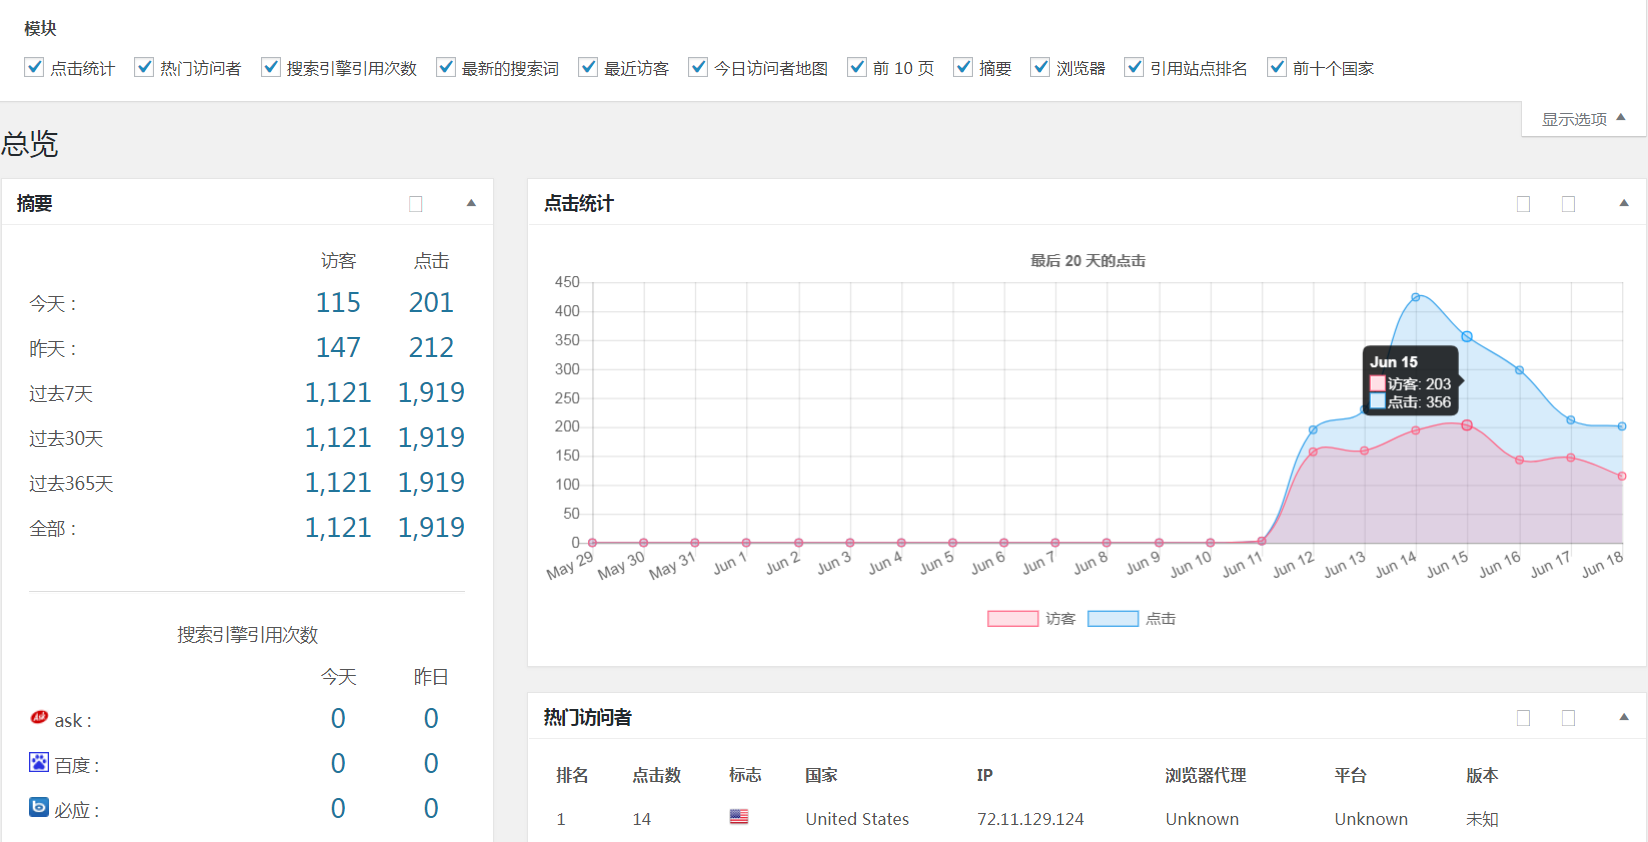 模块
点击统计 热门访问者 搜索引擎引用次数 最新的搜索词 最近访客 今日访问者地图 前 10 页 摘要 浏览器 引用站点排名 前十个国家
显示选项
总览
摘要
访客 点击
今天 : 115 201
昨天 : 147 212
过去7天 1,121 1,919
过去30天 1,121 1,919
过去365天 1,121 1,919
全部 : 1,121 1,919
搜索引擎引用次数
今天 昨日
Ask ask : 0 0
百度 : 0 0
b 必应 : 0 0
点击统计
最后 20 天的点击
450
400
350
300
250
200
150
100
50
0
Jun 15
访客: 203
点击: 356
May 29 May 30 May 31 Jun 1 Jun 2 Jun 3 Jun 4 Jun 5 Jun 6 Jun 7 Jun 8 Jun 9 Jun 10 Jun 11 Jun 12 Jun 13 Jun 14 Jun 15 Jun 16 Jun 17 Jun 18
访客 点击
热门访问者
排名 点击数 标志 国家 IP 浏览器代理 平台 版本
1 14 United States 72.11.129.124 Unknown Unknown 未知